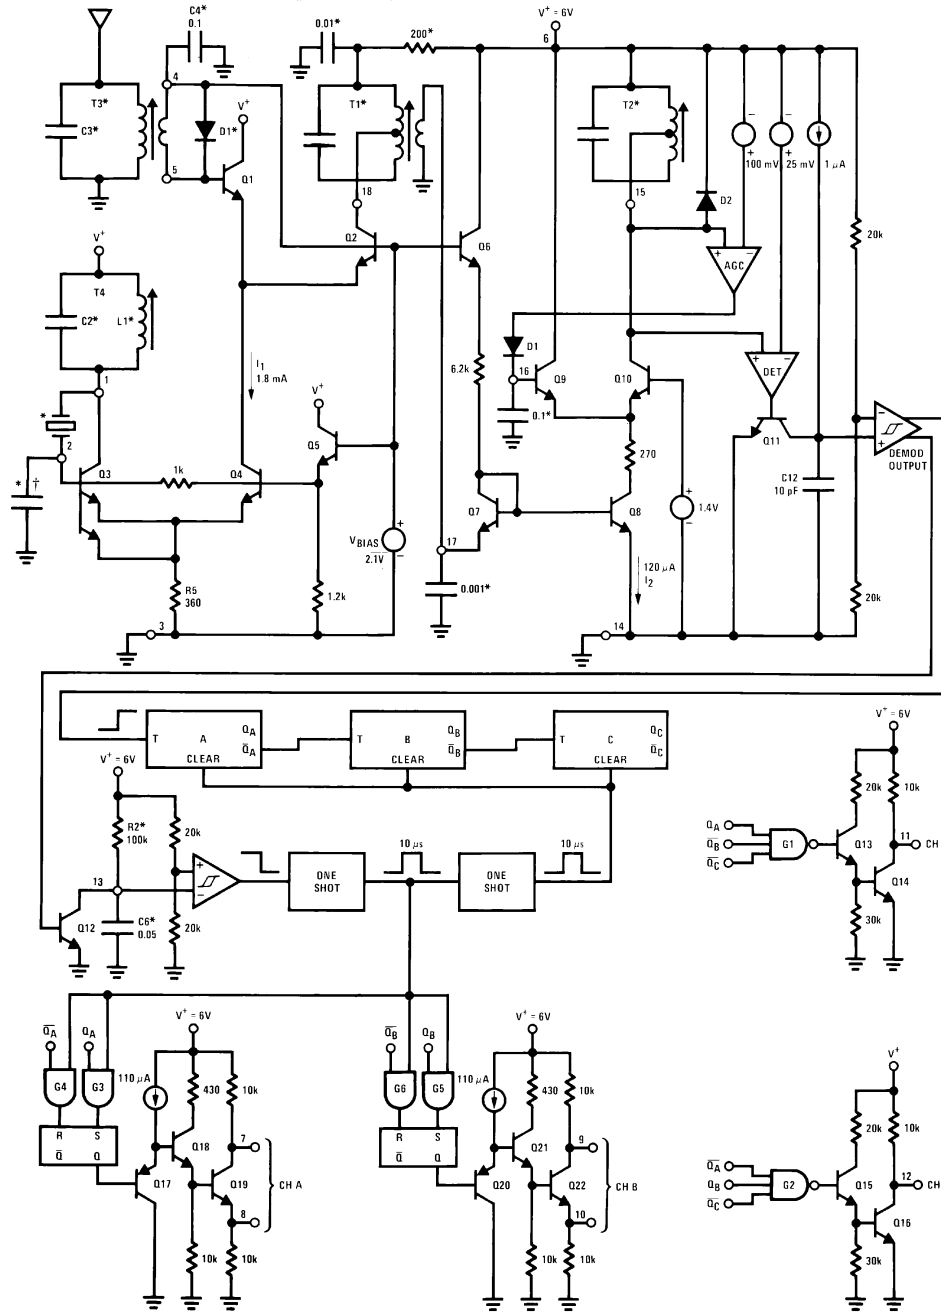 C4*
0.1
0.01*
200*
V+ = 6V
6
4
T3*
C3*
D1*
V+
5
Q1
T1*
18
T2*
15
D2
- + 100 mV
- + 25 mV
1 μA
20k
V+
T4
C2*
L1*
1
Q2
Q6
+ AGC -
I1
1.8 mA
V+
Q5
6.2k
D1
16
Q9
0.1*
Q10
+ DET -
Q11
-
+
DEMOD
OUTPUT
*
2
* †
Q3
1k
Q4
270
C12
10 pF
VBIAS
2.1V
+
-
Q7
17
Q8
+
1.4V
-
R5
360
1.2k
0.001*
120 μA
I2
20k
3
14
T A QA
Q̅A
CLEAR
T B QB
Q̅B
CLEAR
T C QC
Q̅C
CLEAR
V+ = 6V
R2*
100k
20k
13
+
-
ONE
SHOT
10 μs
ONE
SHOT
10 μs
Q12
C6*
0.05
20k
V+ = 6V
20k
10k
QA
Q̅B
Q̅C
G1
Q13
11
CH
Q14
30k
Q̅A
QA
G4
G3
R S
Q̅ Q
110 μA
V+ = 6V
430
10k
Q18
7
Q17
Q19
8
CH A
10k
10k
Q̅B
QB
G6
G5
R S
Q̅ Q
110 μA
V+ = 6V
430
10k
Q21
9
Q20
Q22
10
CH B
10k
10k
V+
20k
10k
Q̅A
QB
Q̅C
G2
Q15
12
CH
Q16
30k